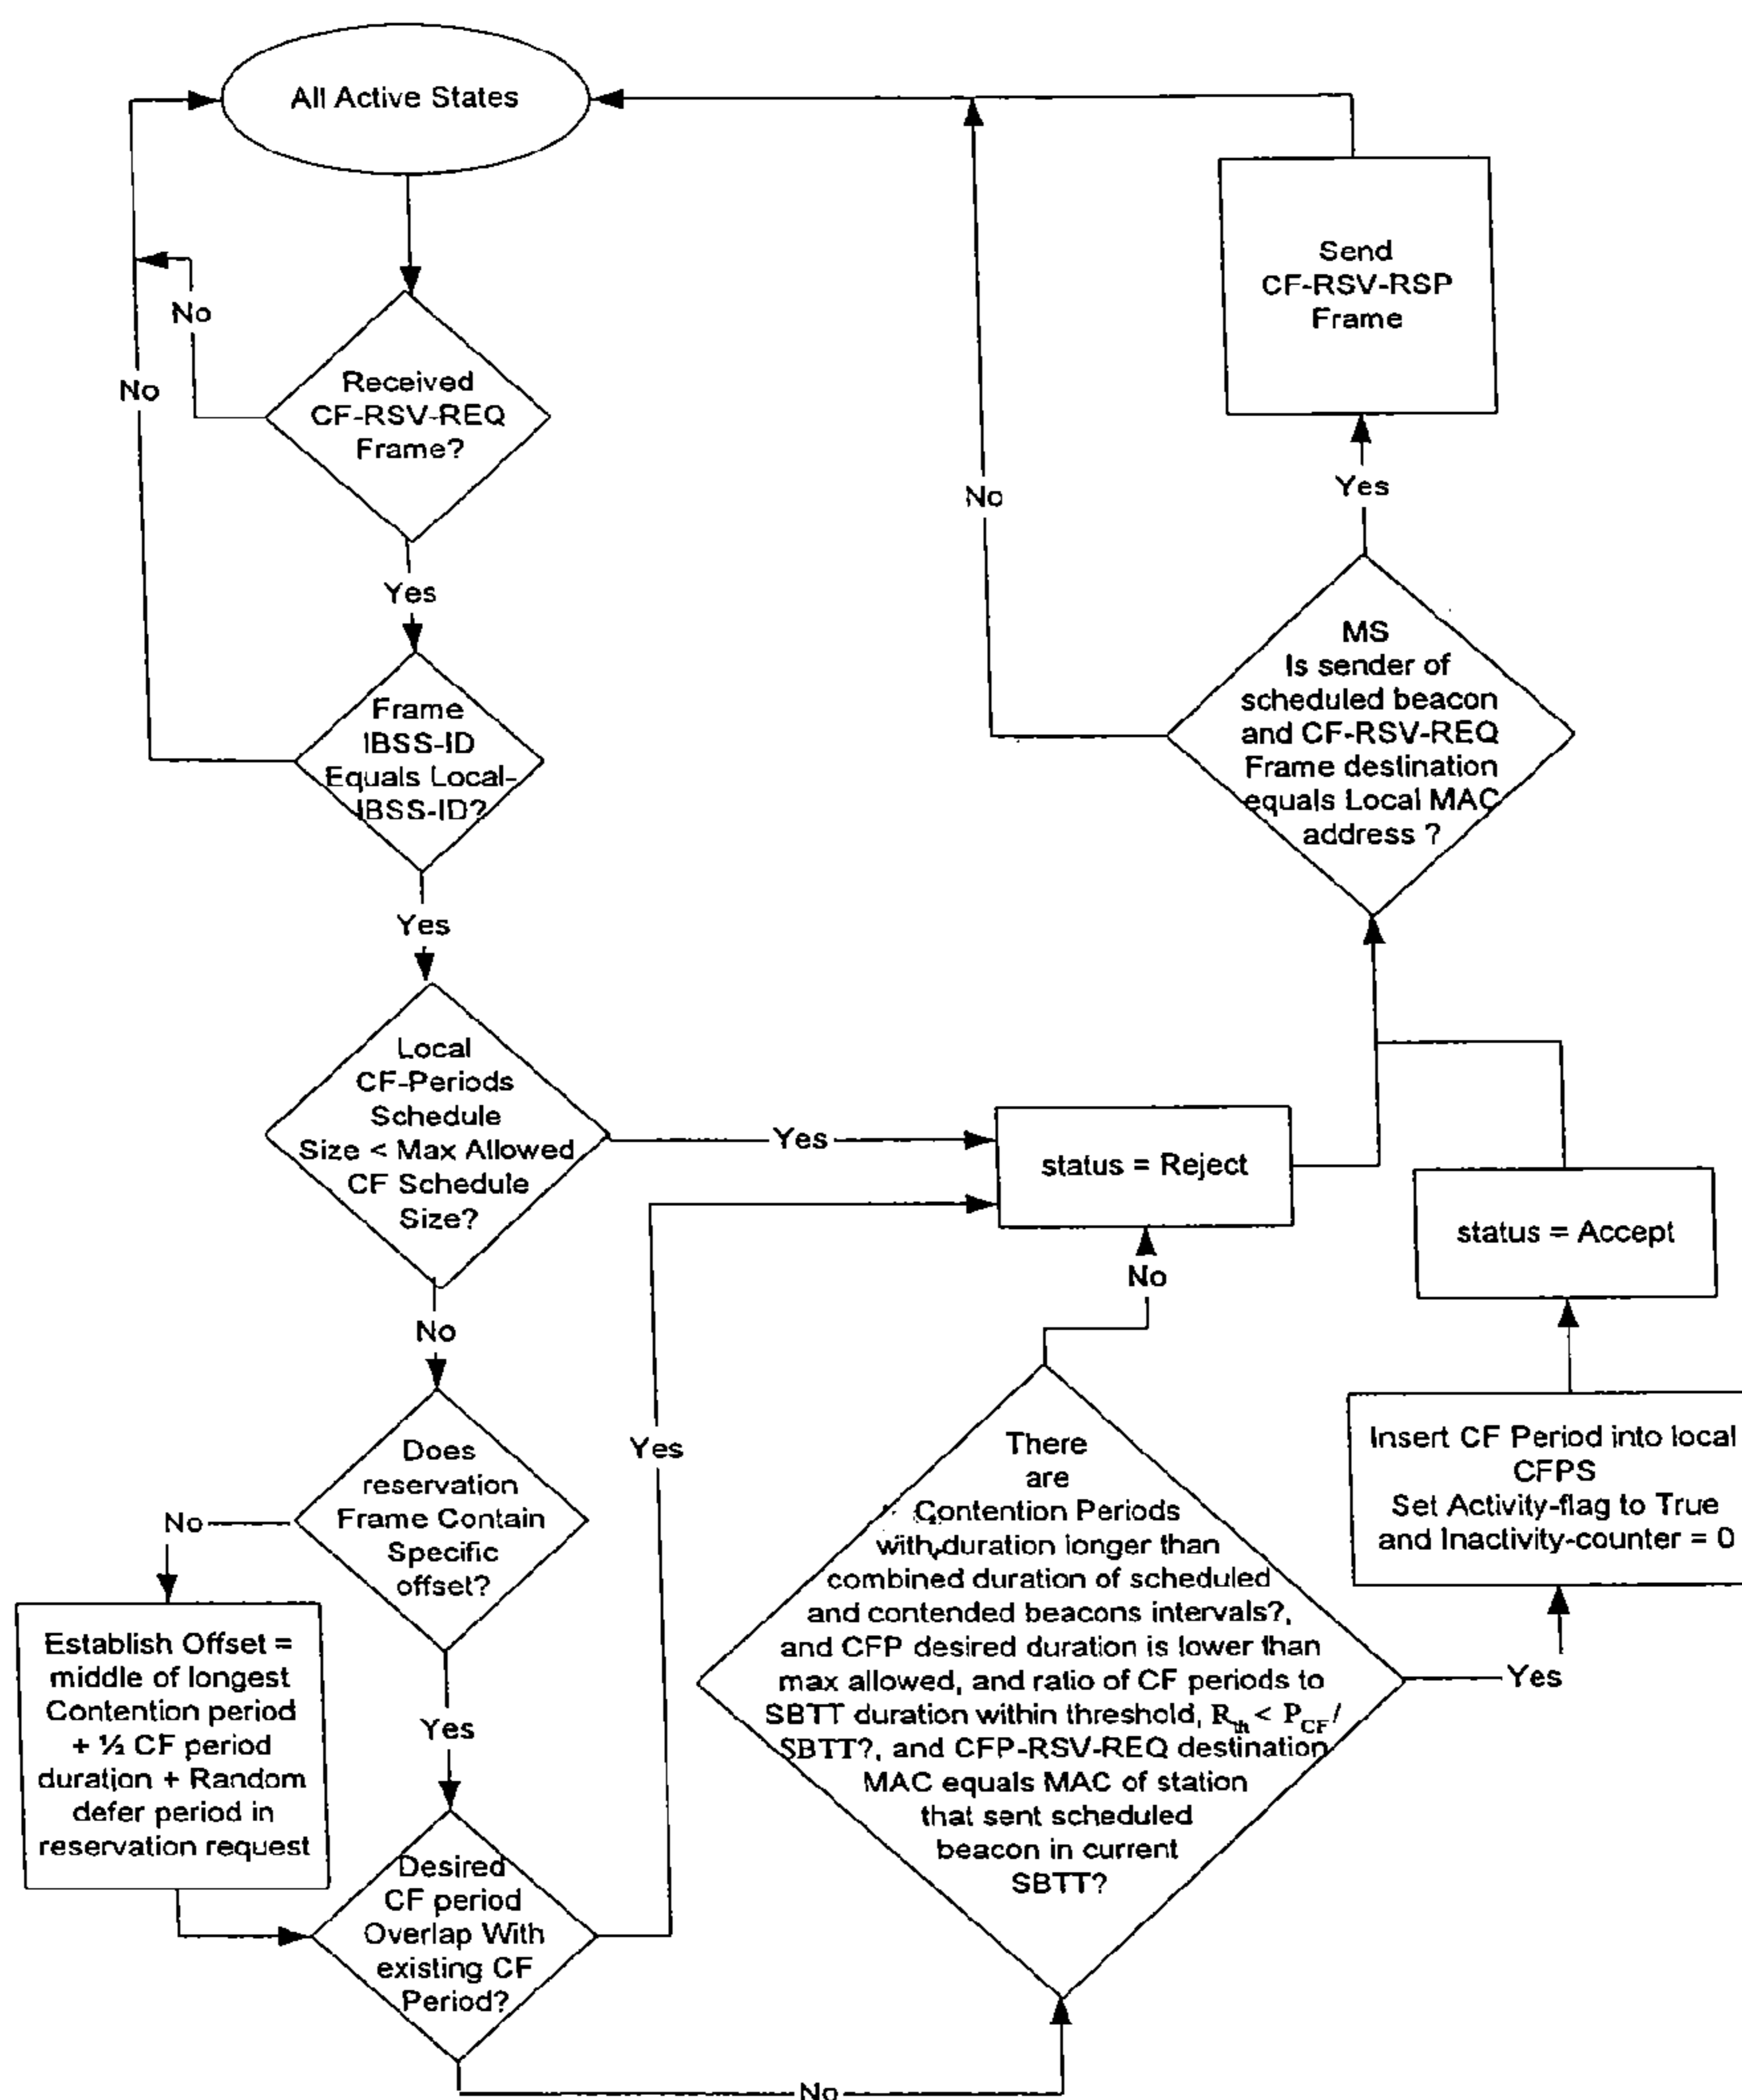 All Active States
No
No
Received
CF-RSV-REQ
Frame?
Yes
Frame
IBSS-ID
Equals Local-
IBSS-ID?
Yes
Local
CF-Periods
Schedule
Size < Max Allowed
CF Schedule
Size?
Yes
No
Does
reservation
Frame Contain
Specific
offset?
No
Establish Offset =
middle of longest
Contention period
+ ½ CF period
duration + Random
defer period in
reservation request
Yes
Desired
CF period
Overlap With
existing CF
Period?
Yes
No
There
are
Contention Periods
with duration longer than
combined duration of scheduled
and contended beacons intervals?,
and CFP desired duration is lower than
max allowed, and ratio of CF periods to
SBTT duration within threshold, Rth < PCF/
SBTT?, and CFP-RSV-REQ destination
MAC equals MAC of station
that sent scheduled
beacon in current
SBTT?
No
Yes
status = Reject
Insert CF Period into local
CFPS
Set Activity-flag to True
and Inactivity-counter = 0
status = Accept
MS
Is sender of
scheduled beacon
and CF-RSV-REQ
Frame destination
equals Local MAC
address ?
No
Yes
Send
CF-RSV-RSP
Frame